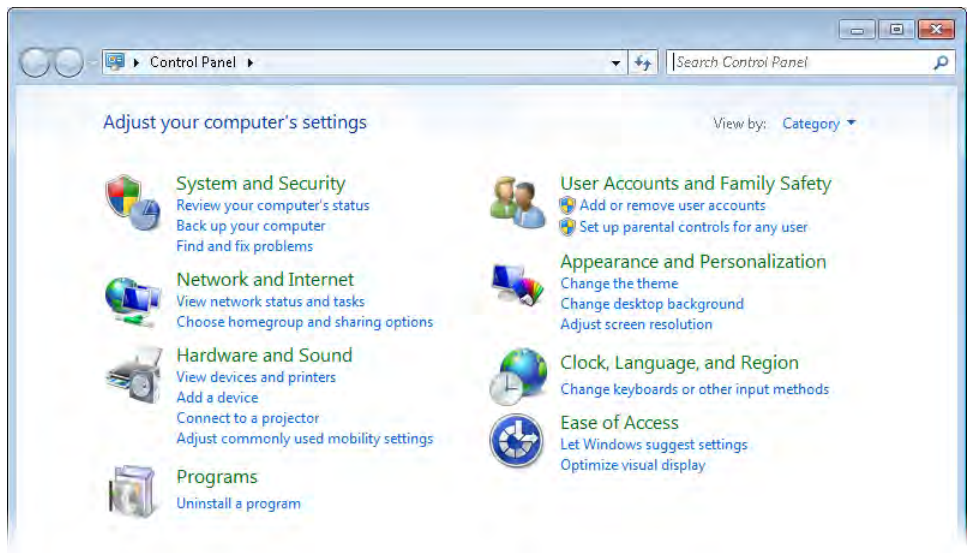 Control Panel
Search Control Panel
Adjust your computer's settings
View by: Category
System and Security
Review your computer's status
Back up your computer
Find and fix problems
Network and Internet
View network status and tasks
Choose homegroup and sharing options
Hardware and Sound
View devices and printers
Add a device
Connect to a projector
Adjust commonly used mobility settings
Programs
Uninstall a program
User Accounts and Family Safety
Add or remove user accounts
Set up parental controls for any user
Appearance and Personalization
Change the theme
Change desktop background
Adjust screen resolution
Clock, Language, and Region
Change keyboards or other input methods
Ease of Access
Let Windows suggest settings
Optimize visual display